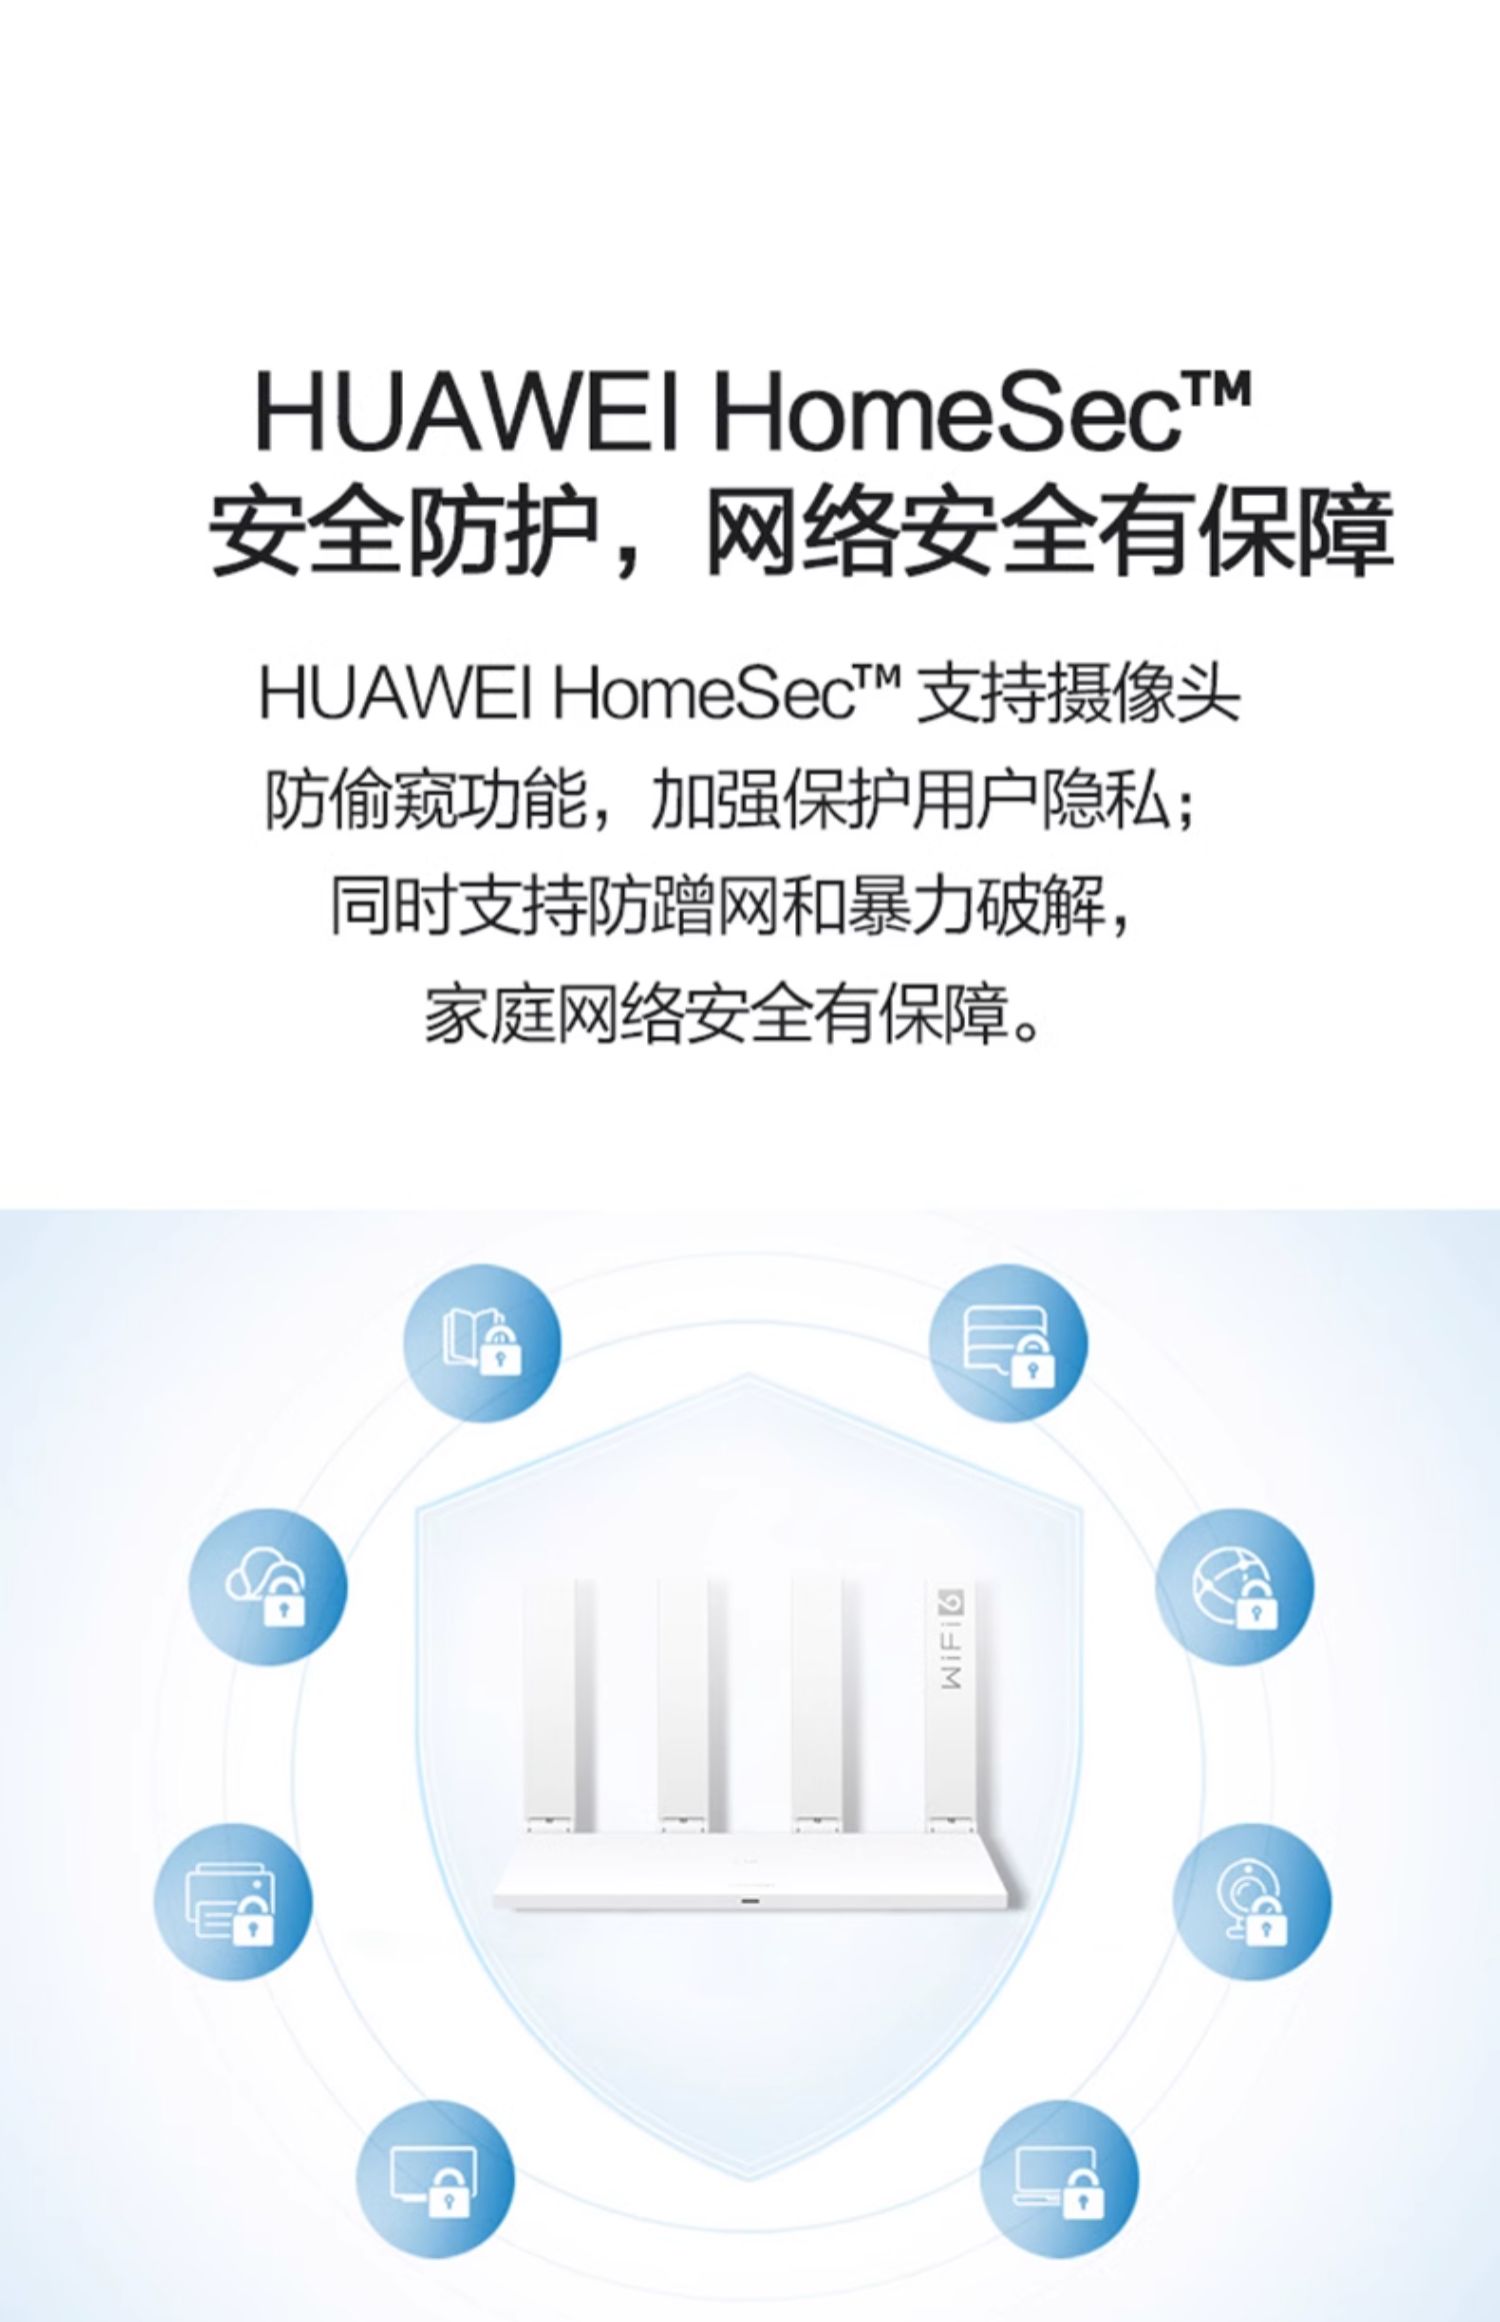 HUAWEI HomeSec™
安全防护，网络安全有保障
HUAWEI HomeSec™ 支持摄像头
防偷窥功能，加强保护用户隐私；
同时支持防蹭网和暴力破解，
家庭网络安全有保障。
WiFi 6